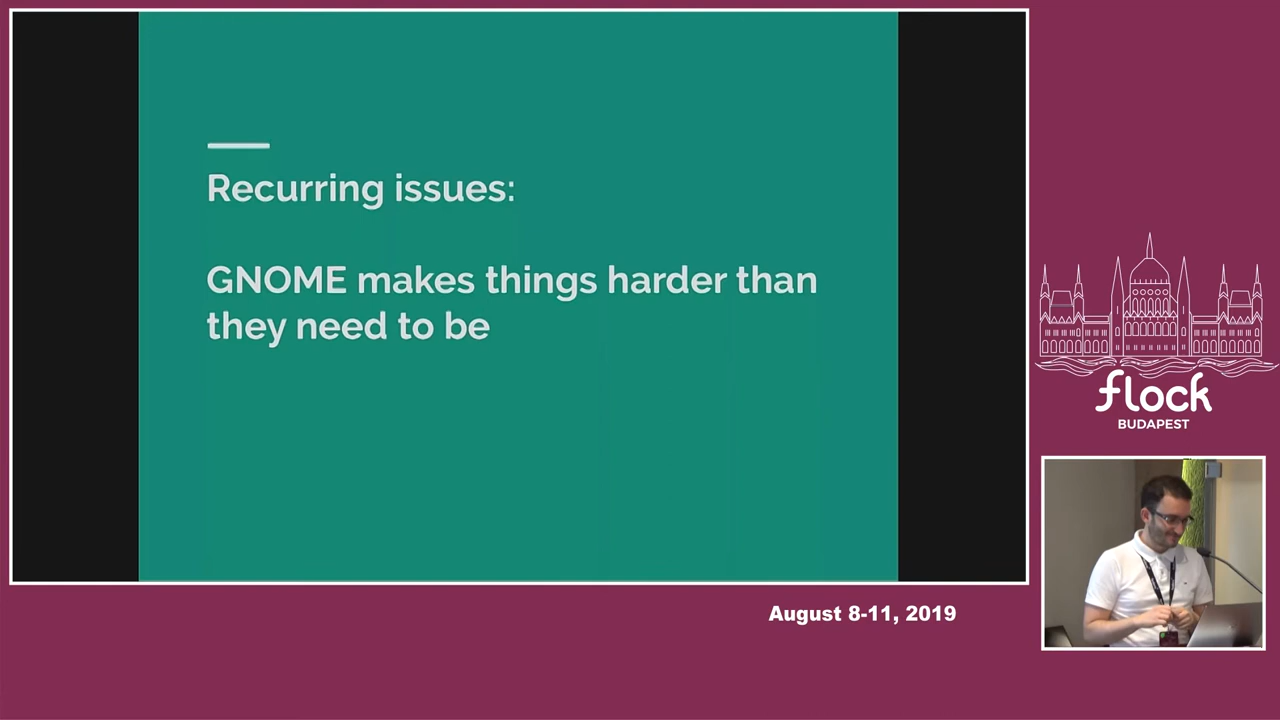 Recurring issues:
GNOME makes things harder than
they need to be
flock
BUDAPEST
August 8-11, 2019